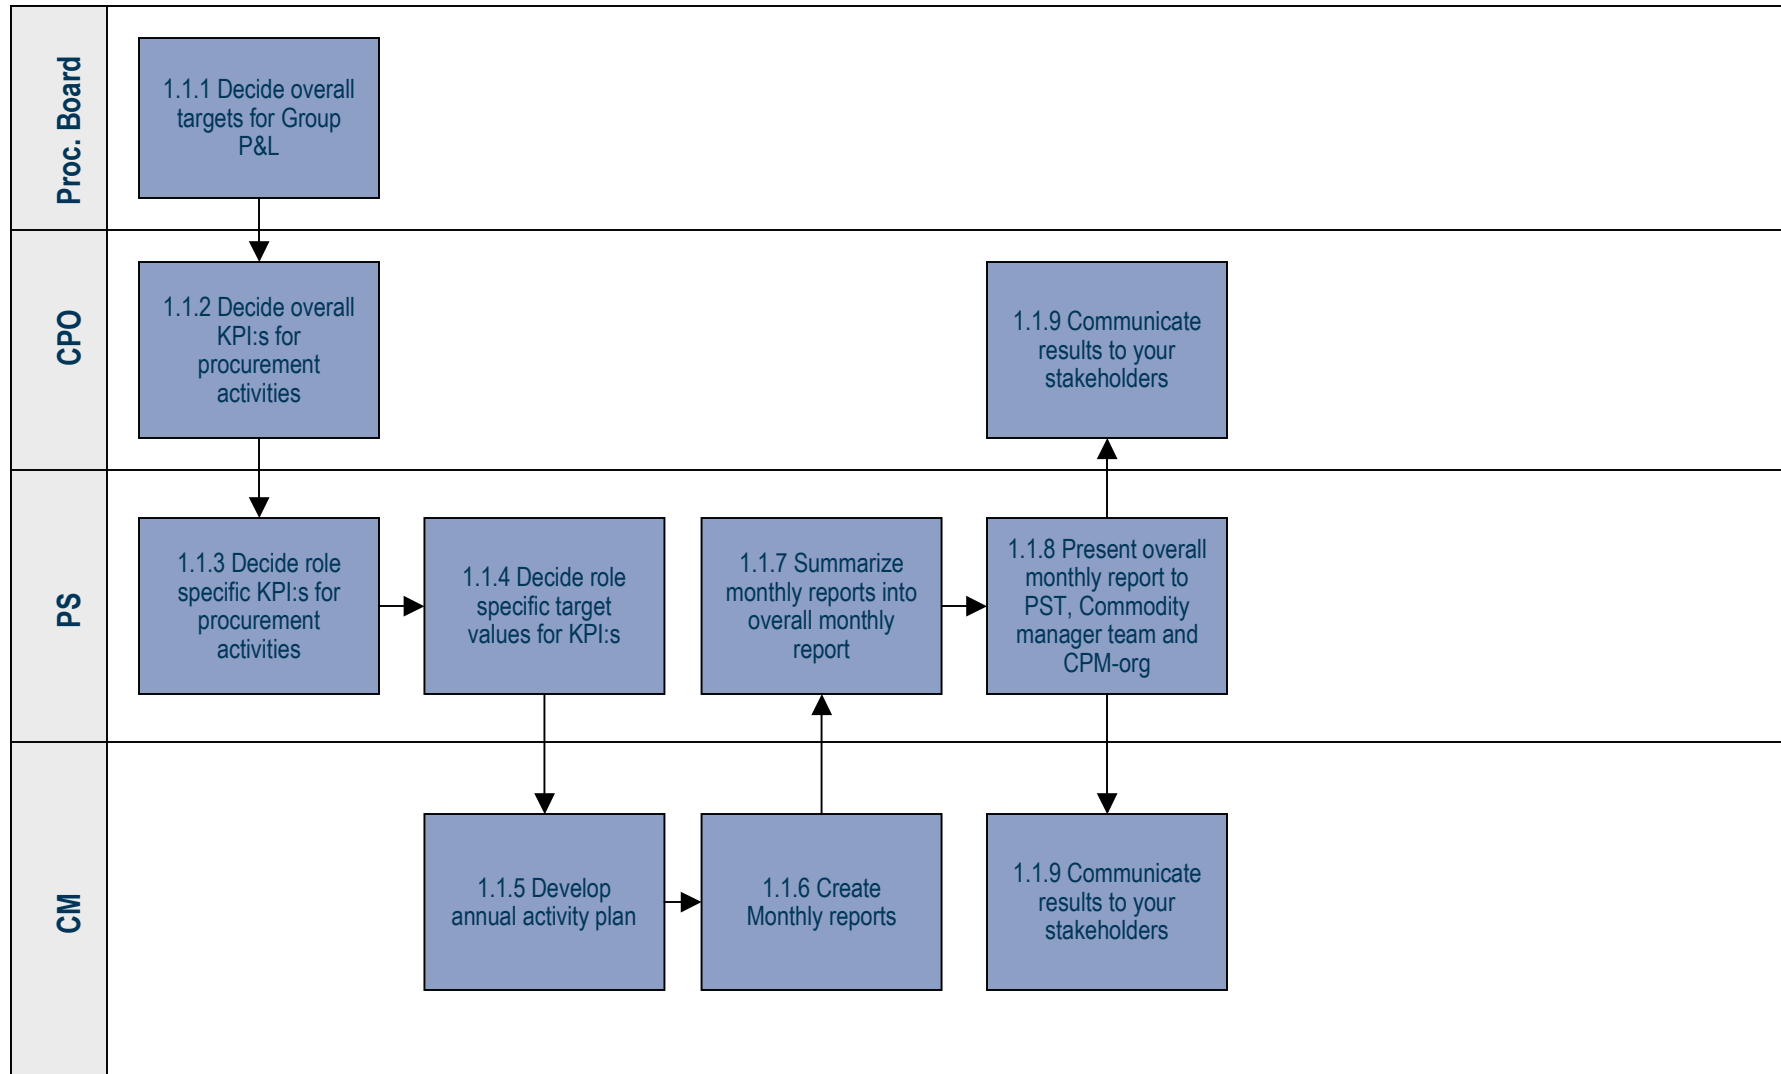 Proc. Board
1.1.1 Decide overall
targets for Group
P&L
CPO
1.1.2 Decide overall
KPI:s for
procurement
activities
1.1.9 Communicate
results to your
stakeholders
PS
1.1.3 Decide role
specific KPI:s for
procurement
activities
1.1.4 Decide role
specific target
values for KPI:s
1.1.7 Summarize
monthly reports into
overall monthly
report
1.1.8 Present overall
monthly report to
PST, Commodity
manager team and
CPM-org
CM
1.1.5 Develop
annual activity plan
1.1.6 Create
Monthly reports
1.1.9 Communicate
results to your
stakeholders